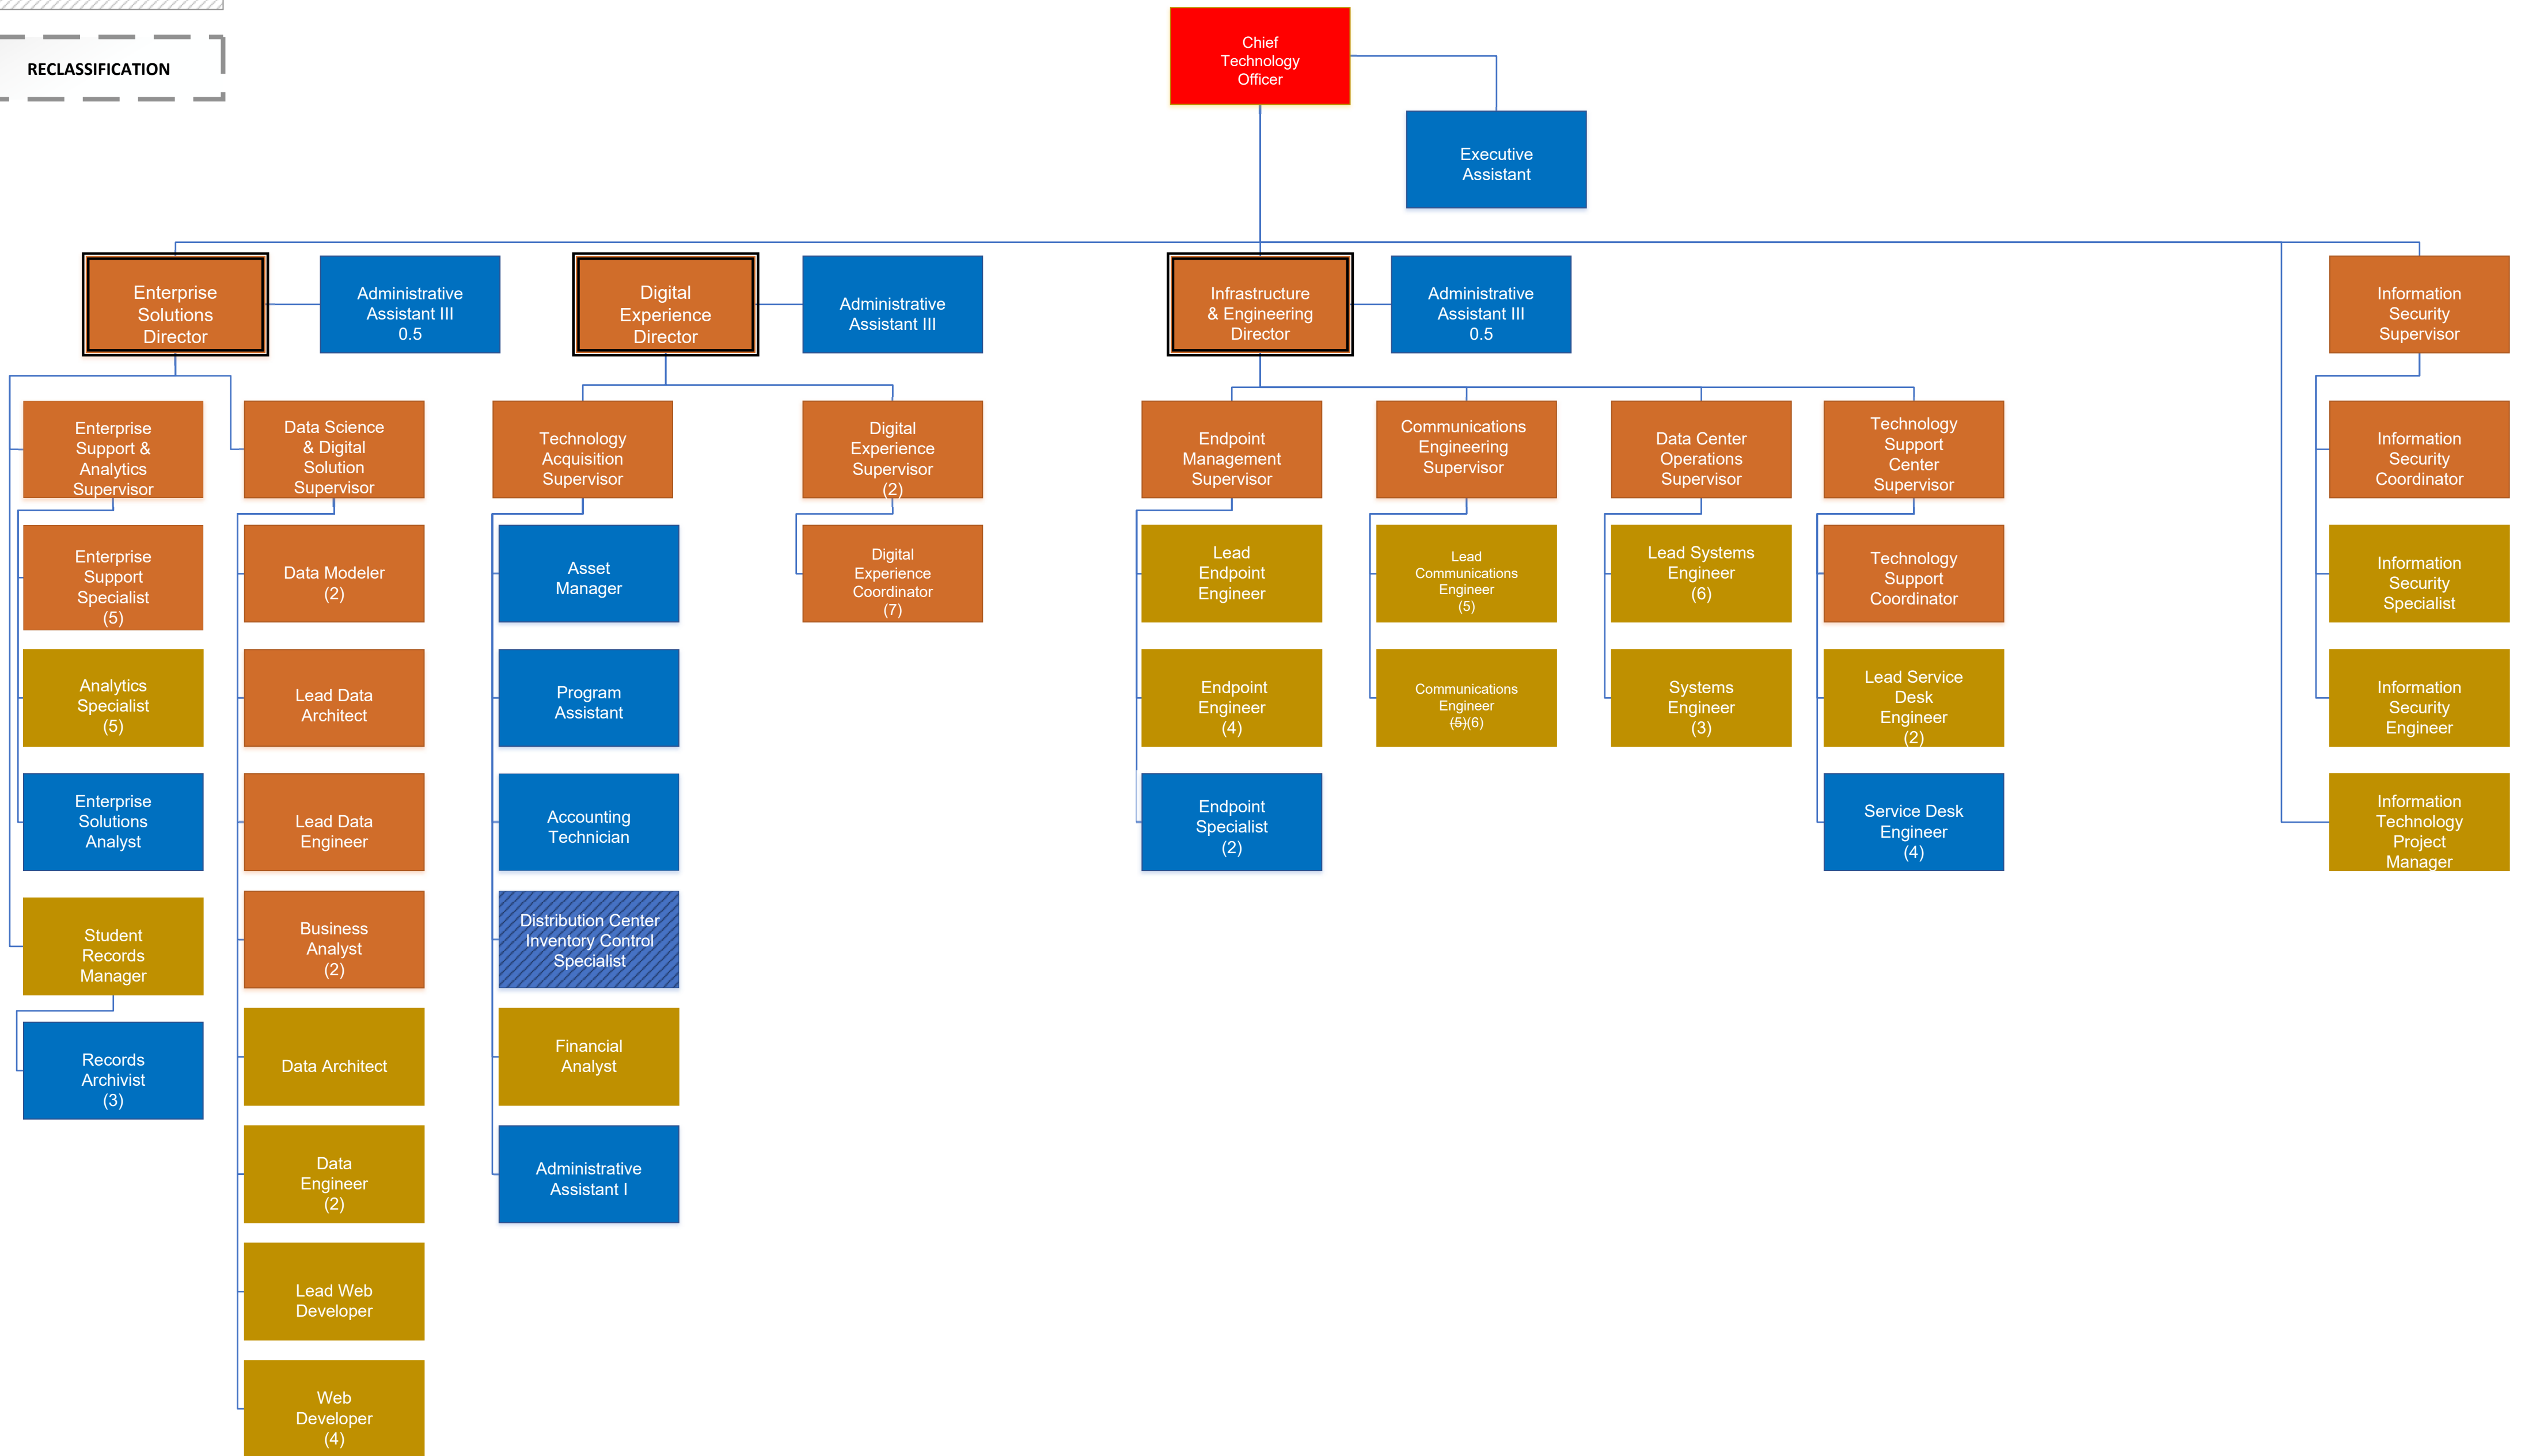 RECLASSIFICATION
Chief
Technology
Officer
Executive
Assistant
Enterprise
Solutions
Director
Administrative
Assistant III
0.5
Digital
Experience
Director
Administrative
Assistant III
Infrastructure
& Engineering
Director
Administrative
Assistant III
0.5
Information
Security
Supervisor
Enterprise
Support &
Analytics
Supervisor
Data Science
& Digital
Solution
Supervisor
Technology
Acquisition
Supervisor
Digital
Experience
Supervisor
(2)
Endpoint
Management
Supervisor
Communications
Engineering
Supervisor
Data Center
Operations
Supervisor
Technology
Support
Center
Supervisor
Information
Security
Coordinator
Enterprise
Support
Specialist
(5)
Data Modeler
(2)
Asset
Manager
Digital
Experience
Coordinator
(7)
Lead
Endpoint
Engineer
Lead
Communications
Engineer
(5)
Lead Systems
Engineer
(6)
Technology
Support
Coordinator
Information
Security
Specialist
Analytics
Specialist
(5)
Lead Data
Architect
Program
Assistant
Endpoint
Engineer
(4)
Communications
Engineer
(5)(6)
Systems
Engineer
(3)
Lead Service
Desk
Engineer
(2)
Information
Security
Engineer
Enterprise
Solutions
Analyst
Lead Data
Engineer
Accounting
Technician
Endpoint
Specialist
(2)
Service Desk
Engineer
(4)
Information
Technology
Project
Manager
Student
Records
Manager
Business
Analyst
(2)
Distribution Center
Inventory Control
Specialist
Records
Archivist
(3)
Data Architect
Financial
Analyst
Data
Engineer
(2)
Administrative
Assistant I
Lead Web
Developer
Web
Developer
(4)